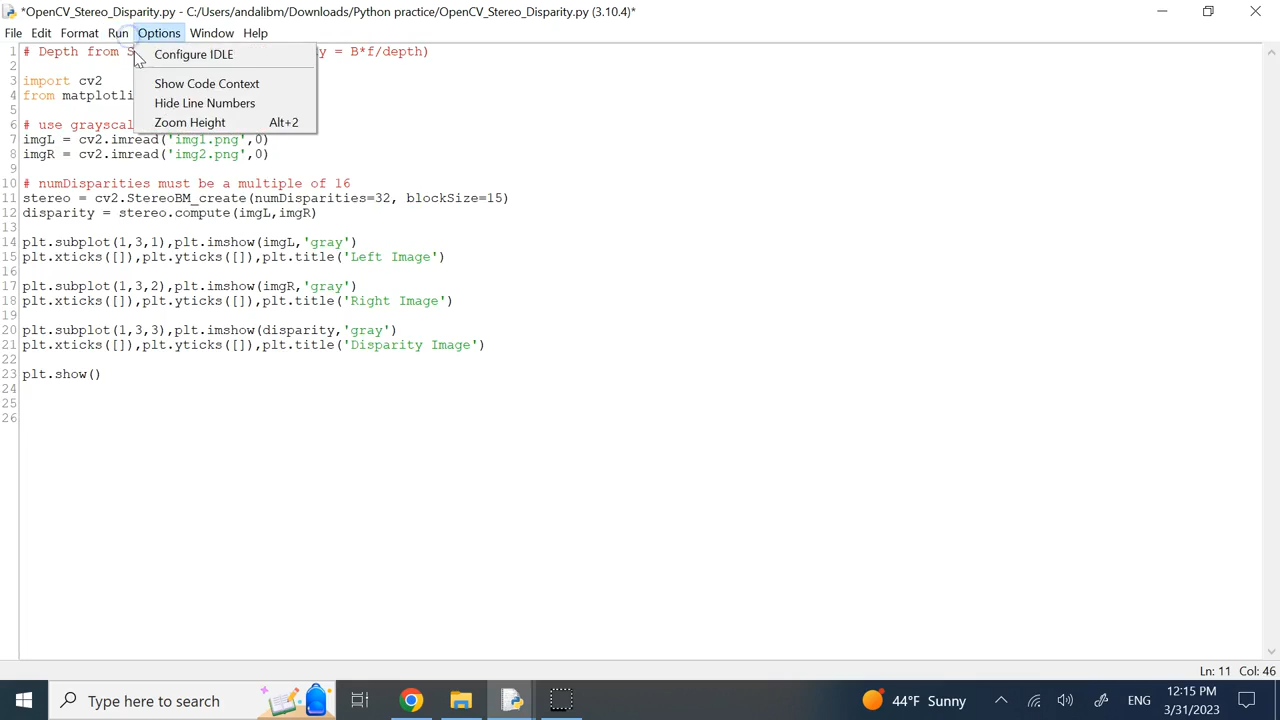 *OpenCV_Stereo_Disparity.py - C:/Users/andalibm/Downloads/Python practice/OpenCV_Stereo_Disparity.py (3.10.4)*
File Edit Format Run Options Window Help
Configure IDLE
Show Code Context
Hide Line Numbers
Zoom Height Alt+2
1 # Depth from S y = B*f/depth)
2
3 import cv2
4 from matplotli
5
6 # use grayscal
7 imgL = cv2.imread('img1.png',0)
8 imgR = cv2.imread('img2.png',0)
9
10 # numDisparities must be a multiple of 16
11 stereo = cv2.StereoBM_create(numDisparities=32, blockSize=15)
12 disparity = stereo.compute(imgL,imgR)
13
14 plt.subplot(1,3,1),plt.imshow(imgL,'gray')
15 plt.xticks([]),plt.yticks([]),plt.title('Left Image')
16
17 plt.subplot(1,3,2),plt.imshow(imgR,'gray')
18 plt.xticks([]),plt.yticks([]),plt.title('Right Image')
19
20 plt.subplot(1,3,3),plt.imshow(disparity,'gray')
21 plt.xticks([]),plt.yticks([]),plt.title('Disparity Image')
22
23 plt.show()
24
25
26
Ln: 11 Col: 46
Type here to search
44°F Sunny
ENG
12:15 PM
3/31/2023